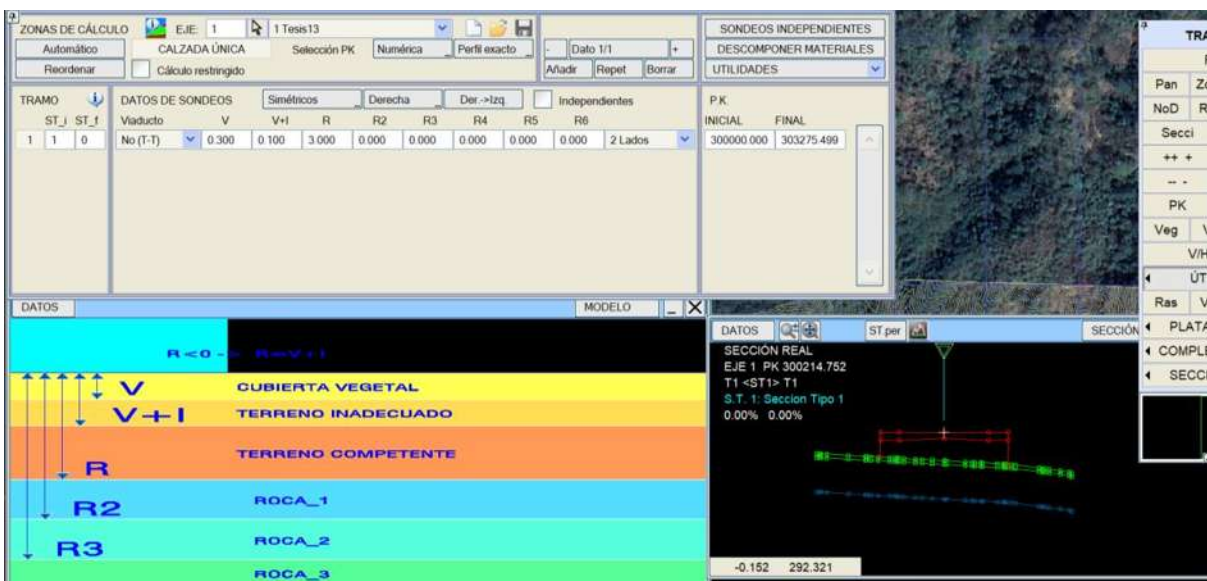 ZONAS DE CÁLCULO EJE: 1 1 Tesis13
Automático CALZADA ÚNICA Selección PK Numérica Perfil exacto - Dato 1/1 +
Reordenar Cálculo restringido Añadir Repet Borrar
SONDEOS INDEPENDIENTES
DESCOMPONER MATERIALES
UTILIDADES
TRAMO DATOS DE SONDEOS Simétricos Derecha Der.->Izq. Independientes P.K.
ST_i ST_f Viaducto V V+I R R2 R3 R4 R5 R6 INICIAL FINAL
1 1 0 No (T-T) 0.300 0.100 3.000 0.000 0.000 0.000 0.000 0.000 2 Lados 300000.000 303275.499
Pan
NoD
Secci
++ +
-- -
PK
Veg
Ras
DATOS MODELO
V CUBIERTA VEGETAL
V+I TERRENO INADECUADO
R TERRENO COMPETENTE
R2 ROCA_1
R3 ROCA_2
ROCA_3
DATOS ST.per SECCIÓN
SECCIÓN REAL
EJE 1 PK 300214.752
T1 <ST1> T1
S.T. 1: Seccion Tipo 1
0.00% 0.00%
-0.152 292.321